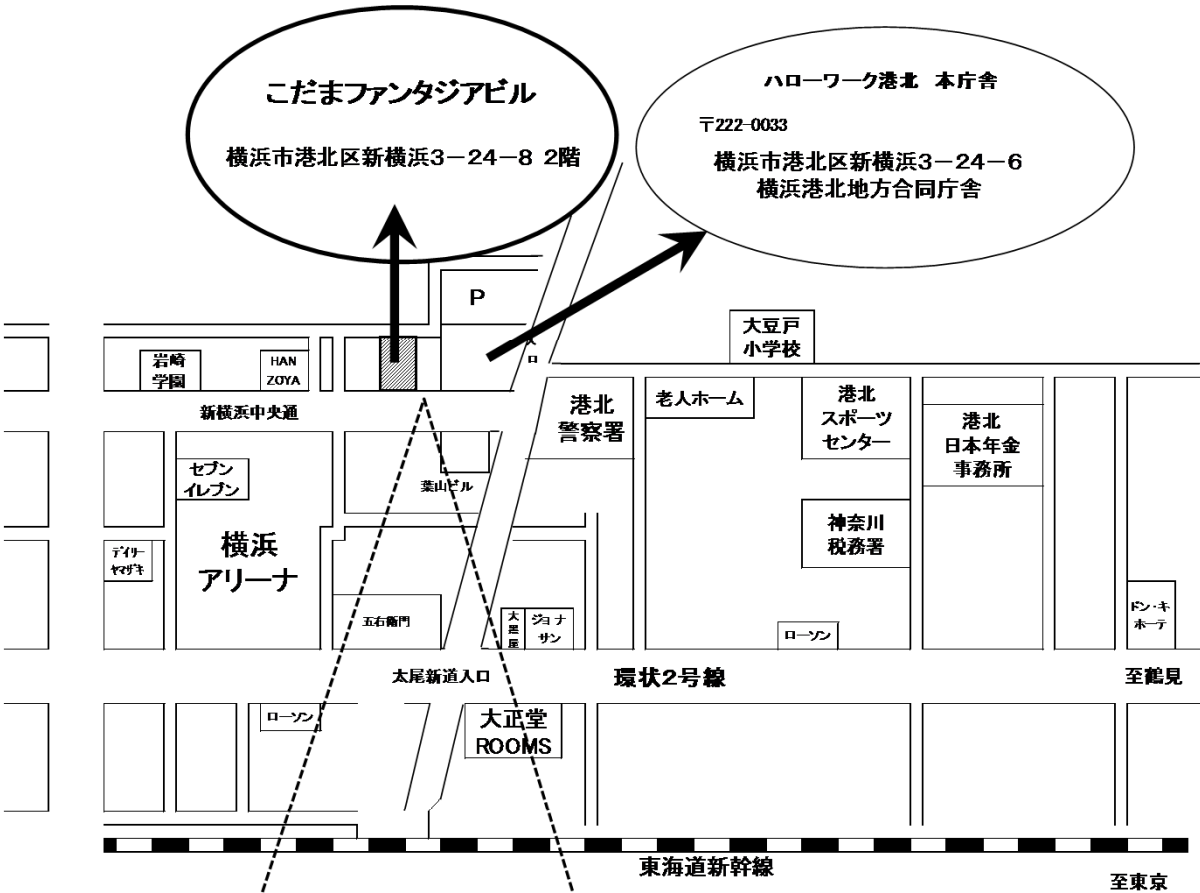 こだまファンタジアビル
横浜市港北区新横浜3－24－8 2階
ハローワーク港北 本庁舎
〒222-0033
横浜市港北区新横浜3－24－6
横浜港北地方合同庁舎
P
入
口
大豆戸
小学校
岩崎
学園
HAN
ZOYA
新横浜中央通
港北
警察署
老人ホーム
港北
スポーツ
センター
港北
日本年金
事務所
セブン
イレブン
葉山ビル
横浜
アリーナ
デイリー
ヤマザキ
神奈川
税務署
五右衛門
大
黒
屋
ジョナ
サン
ローソン
ドン・キ
ホーテ
太尾新道入口
環状2号線
至鶴見
ローソン
大正堂
ROOMS
東海道新幹線
至東京